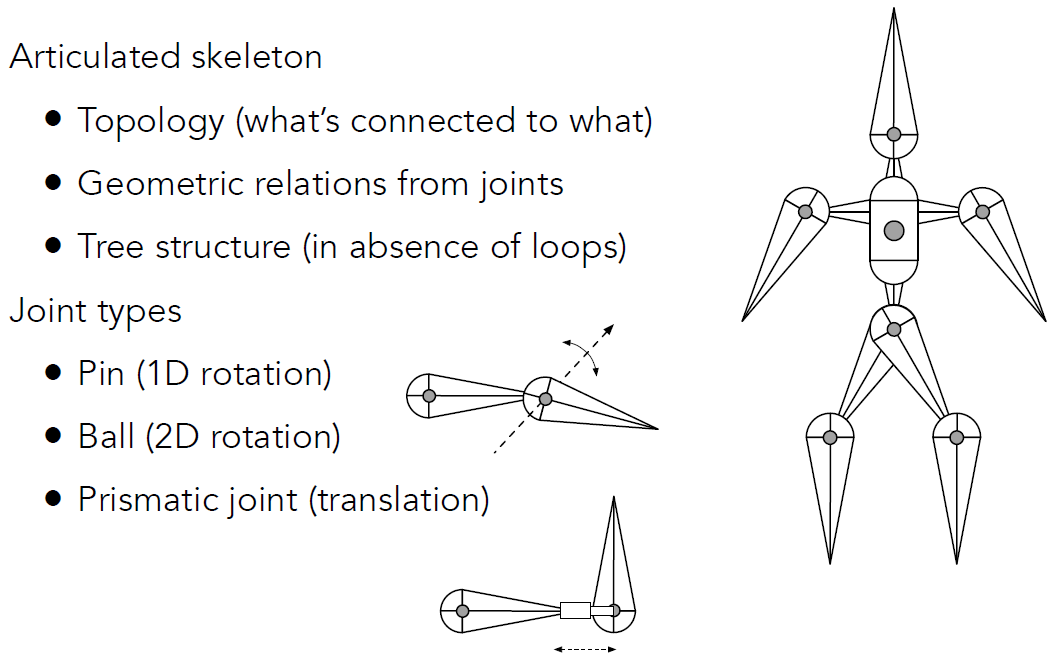 Articulated skeleton
• Topology (what’s connected to what)
• Geometric relations from joints
• Tree structure (in absence of loops)
Joint types
• Pin (1D rotation)
• Ball (2D rotation)
• Prismatic joint (translation)